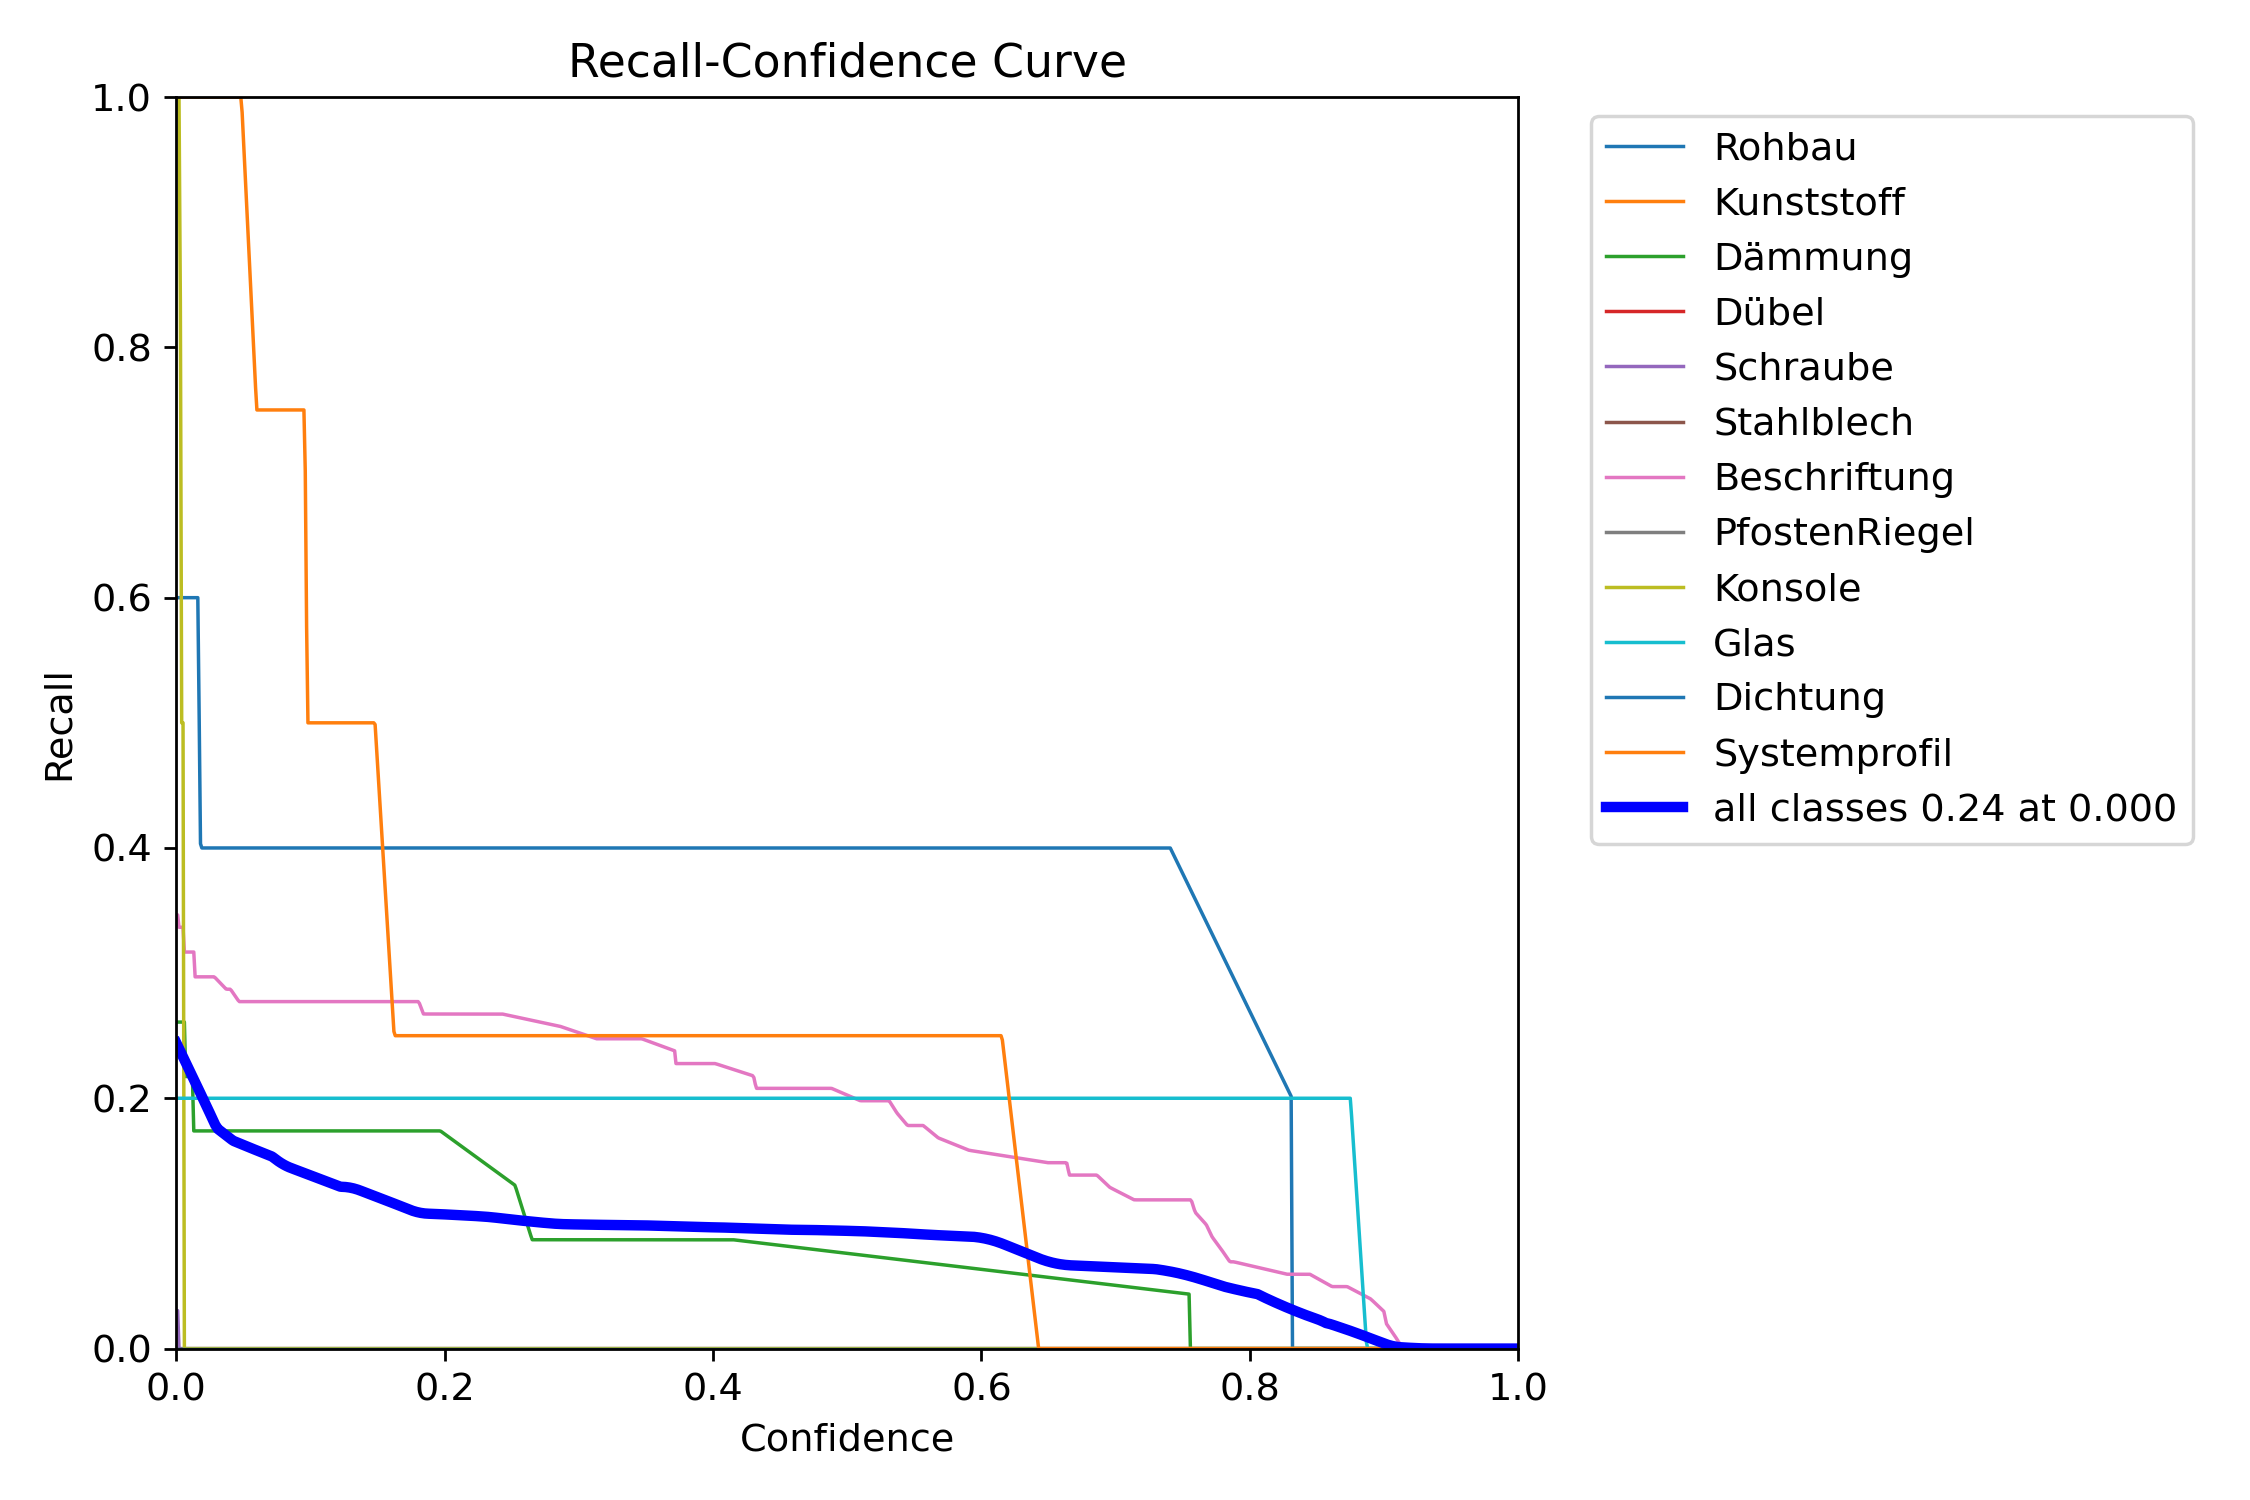 Recall-Confidence Curve
1.0
0.8
0.6
0.4
0.2
0.0
Recall
0.0 0.2 0.4 0.6 0.8 1.0
Confidence
Rohbau
Kunststoff
Dämmung
Dübel
Schraube
Stahlblech
Beschriftung
PfostenRiegel
Konsole
Glas
Dichtung
Systemprofil
all classes 0.24 at 0.000